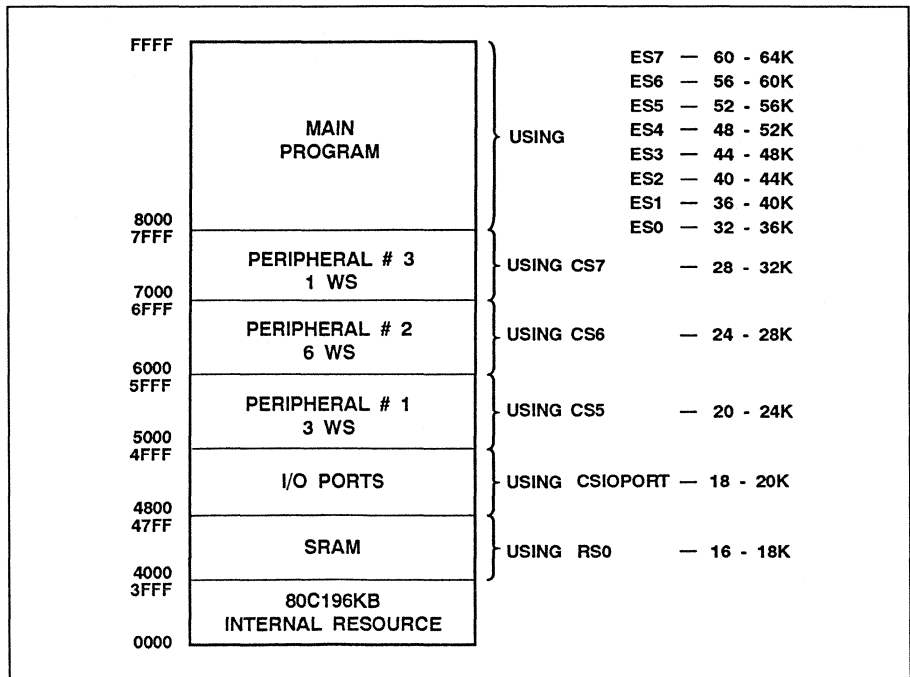 FFFF
ES7 — 60 - 64K
ES6 — 56 - 60K
ES5 — 52 - 56K
MAIN
PROGRAM
USING
ES4 — 48 - 52K
ES3 — 44 - 48K
ES2 — 40 - 44K
ES1 — 36 - 40K
8000
ES0 — 32 - 36K
7FFF
PERIPHERAL # 3
1 WS
USING CS7 — 28 - 32K
7000
6FFF
PERIPHERAL # 2
6 WS
USING CS6 — 24 - 28K
6000
5FFF
PERIPHERAL # 1
3 WS
USING CS5 — 20 - 24K
5000
4FFF
I/O PORTS
USING CSIOPORT — 18 - 20K
4800
47FF
SRAM
USING RS0 — 16 - 18K
4000
3FFF
80C196KB
INTERNAL RESOURCE
0000